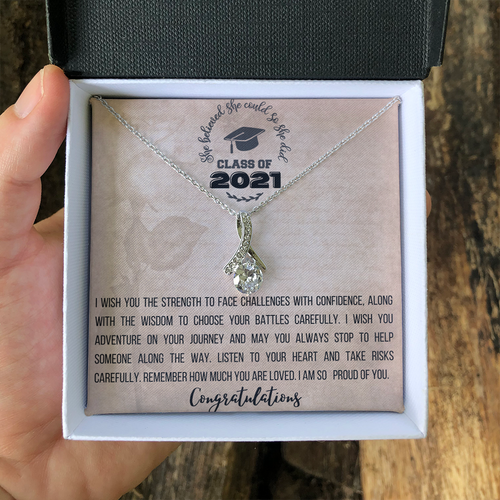 She believed she could so she did
CLASS OF
2021
I WISH YOU THE STRENGTH TO FACE CHALLENGES WITH CONFIDENCE, ALONG
WITH THE WISDOM TO CHOOSE YOUR BATTLES CAREFULLY. I WISH YOU
ADVENTURE ON YOUR JOURNEY AND MAY YOU ALWAYS STOP TO HELP
SOMEONE ALONG THE WAY. LISTEN TO YOUR HEART AND TAKE RISKS
CAREFULLY. REMEMBER HOW MUCH YOU ARE LOVED. I AM SO PROUD OF YOU.
Congratulations